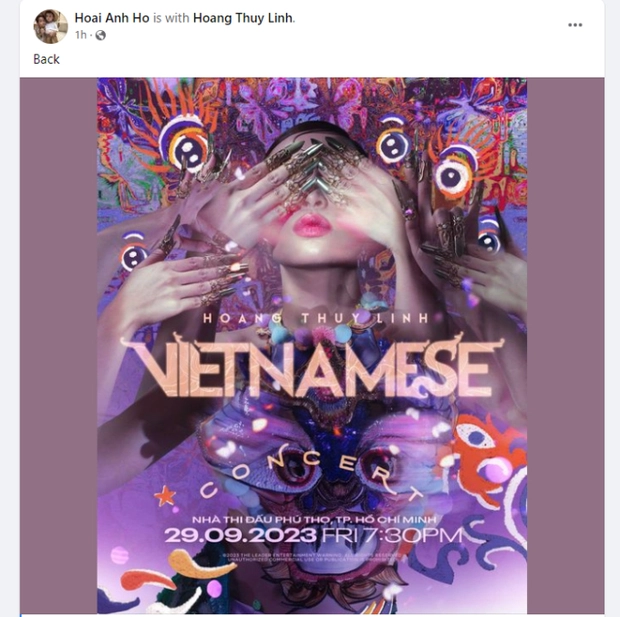 Hoai Anh Ho is with Hoang Thuy Linh.
1h ·
Back
HOANG THUY LINH
VIETNAMESE
CONCERT
NHÀ THI ĐẤU PHÚ THỌ, TP. HỒ CHÍ MINH
29.09.2023 FRI 7:30PM